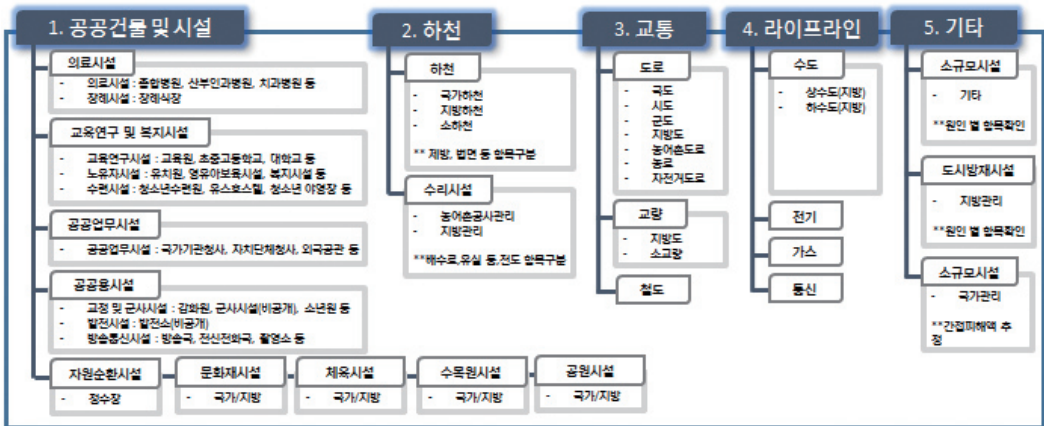 1. 공공건물 및 시설
의료시설
- 의료시설 : 종합병원, 산부인과병원, 치과병원 등
- 장례시설 : 장례식장
교육연구 및 복지시설
- 교육연구시설 : 교육원, 초중고등학교, 대학교 등
- 노유자시설 : 유치원, 영유아보육시설, 복지시설 등
- 수련시설 : 청소년수련원, 유스호스텔, 청소년 야영장 등
공공업무시설
- 공공업무시설 : 국가기관청사, 자치단체청사, 외국공관 등
공공용시설
- 교정 및 군사시설 : 감화원, 군사시설(비공개), 소년원 등
- 발전시설 : 발전소(비공개)
- 방송통신시설 : 방송국, 전신전화국, 촬영소 등
자원순환시설
- 정수장
문화재시설
- 국가/지방
체육시설
- 국가/지방
수목원시설
- 국가/지방
공원시설
- 국가/지방
2. 하천
하천
- 국가하천
- 지방하천
- 소하천
** 제방, 법면 등 항목구분
수리시설
- 농어촌공사관리
- 지방관리
**배수로,유실 등,전도 항목구분
3. 교통
도로
- 국도
- 시도
- 군도
- 지방도
- 농어촌도로
- 농로
- 자전거도로
교량
- 지방도
- 소교량
철도
4. 라이프라인
수도
- 상수도(지방)
- 하수도(지방)
전기
가스
통신
5. 기타
소규모시설
- 기타
**원인 별 항목확인
도시방재시설
- 지방관리
**원인 별 항목확인
소규모시설
- 국가관리
**간접피해액 추
정